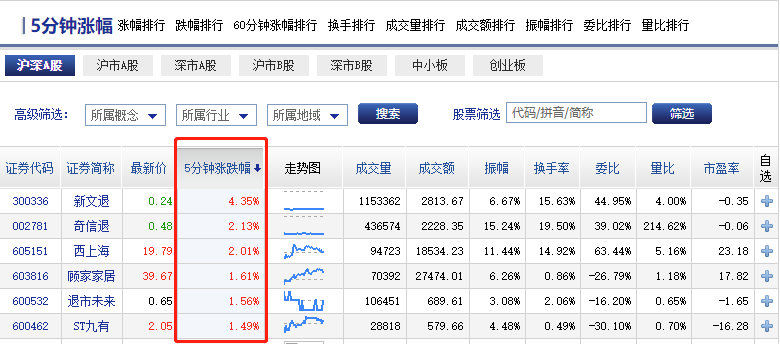 5分钟涨幅 涨幅排行 跌幅排行 60分钟涨幅排行 换手排行 成交量排行 成交额排行 振幅排行 委比排行 量比排行
沪深A股 沪市A股 深市A股 沪市B股 深市B股 中小板 创业板
高级筛选： 所属概念 所属行业 所属地域 搜索 股票筛选 代码/拼音/简称 筛选
证券代码 证券简称 最新价 5分钟涨跌幅 走势图 成交量 成交额 振幅 换手率 委比 量比 市盈率 自选
300336 新文退 0.24 4.35% 1153362 2813.67 6.67% 15.63% 44.95% 4.00% -0.35
002781 奇信退 0.48 2.13% 436574 2228.35 15.24% 19.50% 39.02% 214.62% -0.06
605151 西上海 19.79 2.01% 94723 18534.23 11.44% 14.92% 63.44% 5.16% 23.18
603816 顾家家居 39.67 1.61% 70392 27474.01 6.26% 0.86% -26.79% 1.18% 17.82
600532 退市未来 0.65 1.56% 106451 689.61 3.08% 2.06% -16.20% 0.65% -1.65
600462 ST九有 2.05 1.49% 28818 579.66 4.48% 0.49% -30.10% 0.70% -16.28